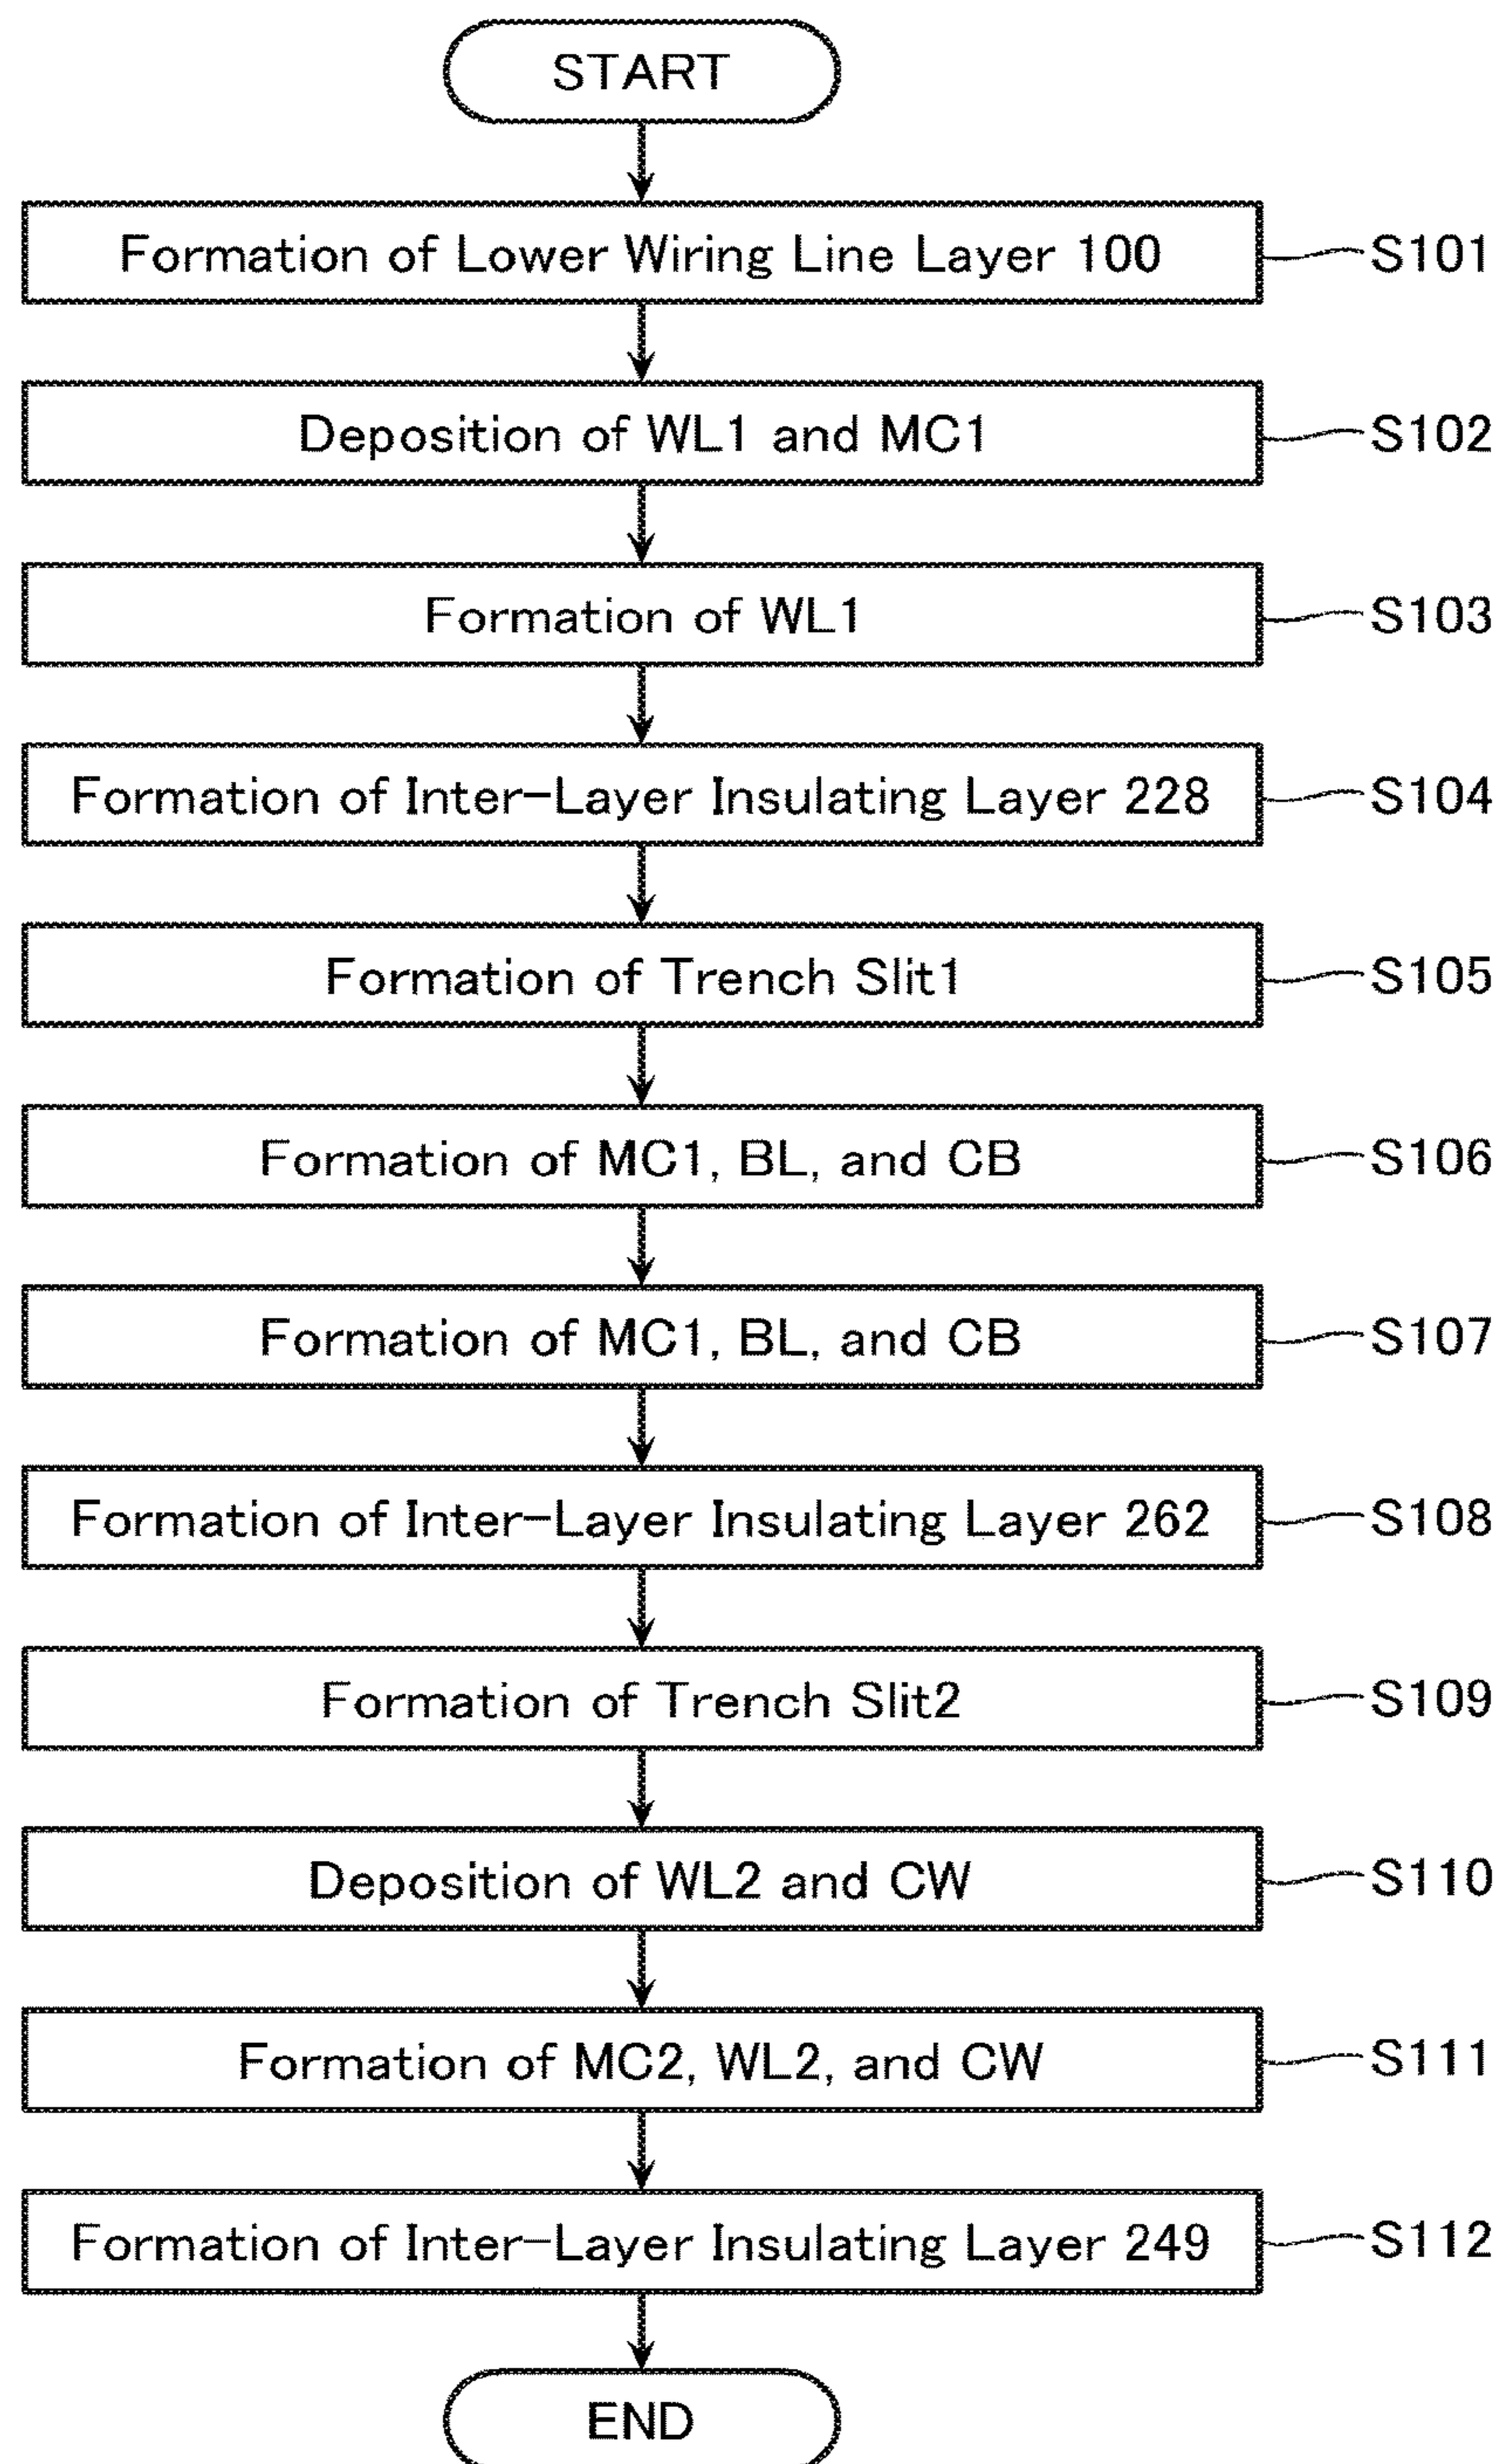 START
Formation of Lower Wiring Line Layer 100 S101
Deposition of WL1 and MC1 S102
Formation of WL1 S103
Formation of Inter-Layer Insulating Layer 228 S104
Formation of Trench Slit1 S105
Formation of MC1, BL, and CB S106
Formation of MC1, BL, and CB S107
Formation of Inter-Layer Insulating Layer 262 S108
Formation of Trench Slit2 S109
Deposition of WL2 and CW S110
Formation of MC2, WL2, and CW S111
Formation of Inter-Layer Insulating Layer 249 S112
END